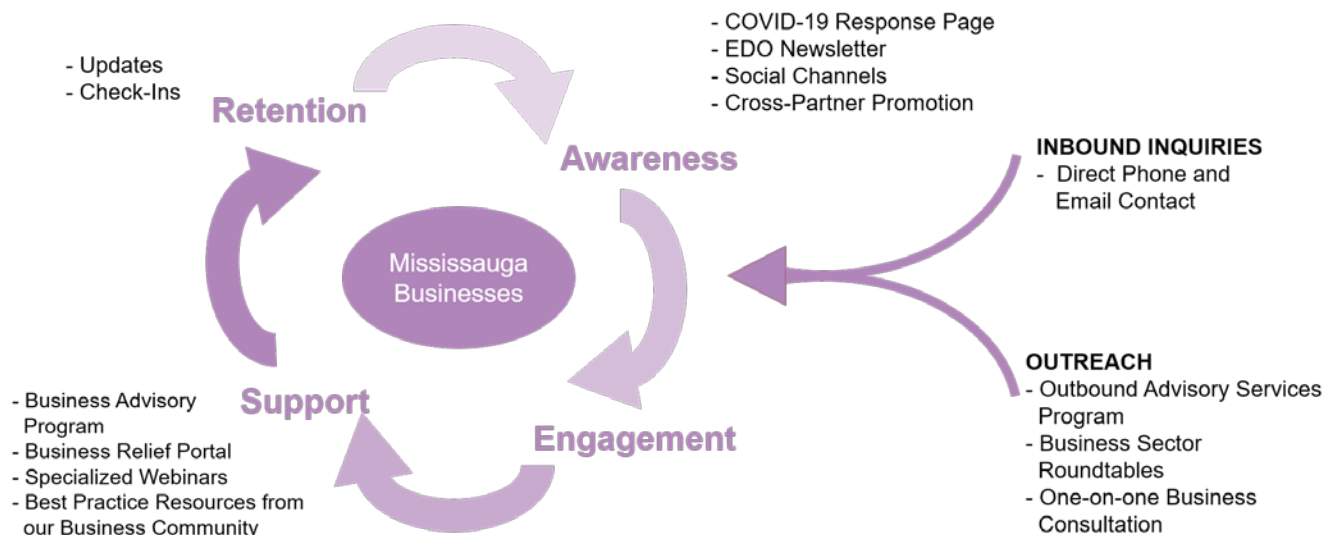 - Updates
- Check-Ins
Retention
- COVID-19 Response Page
- EDO Newsletter
- Social Channels
- Cross-Partner Promotion
Awareness
INBOUND INQUIRIES
- Direct Phone and
Email Contact
Mississauga
Businesses
OUTREACH
- Outbound Advisory Services
Program
- Business Sector
Roundtables
- One-on-one Business
Consultation
Engagement
Support
- Business Advisory
Program
- Business Relief Portal
- Specialized Webinars
- Best Practice Resources from
our Business Community